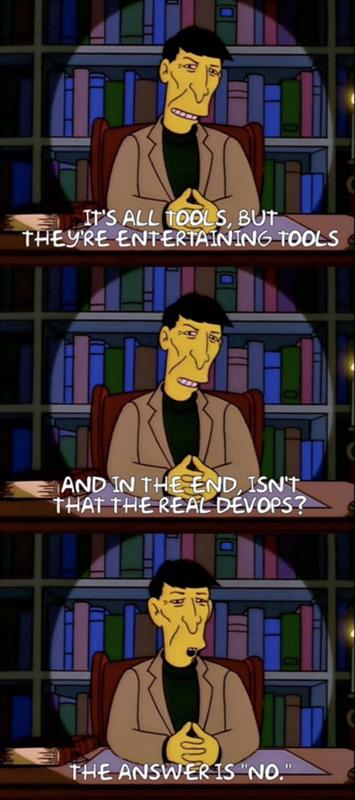 IT'S ALL TOOLS, BUT
THEY'RE ENTERTAINING TOOLS
AND IN THE END, ISN'T
THAT THE REAL DEVOPS?
THE ANSWER IS "NO."